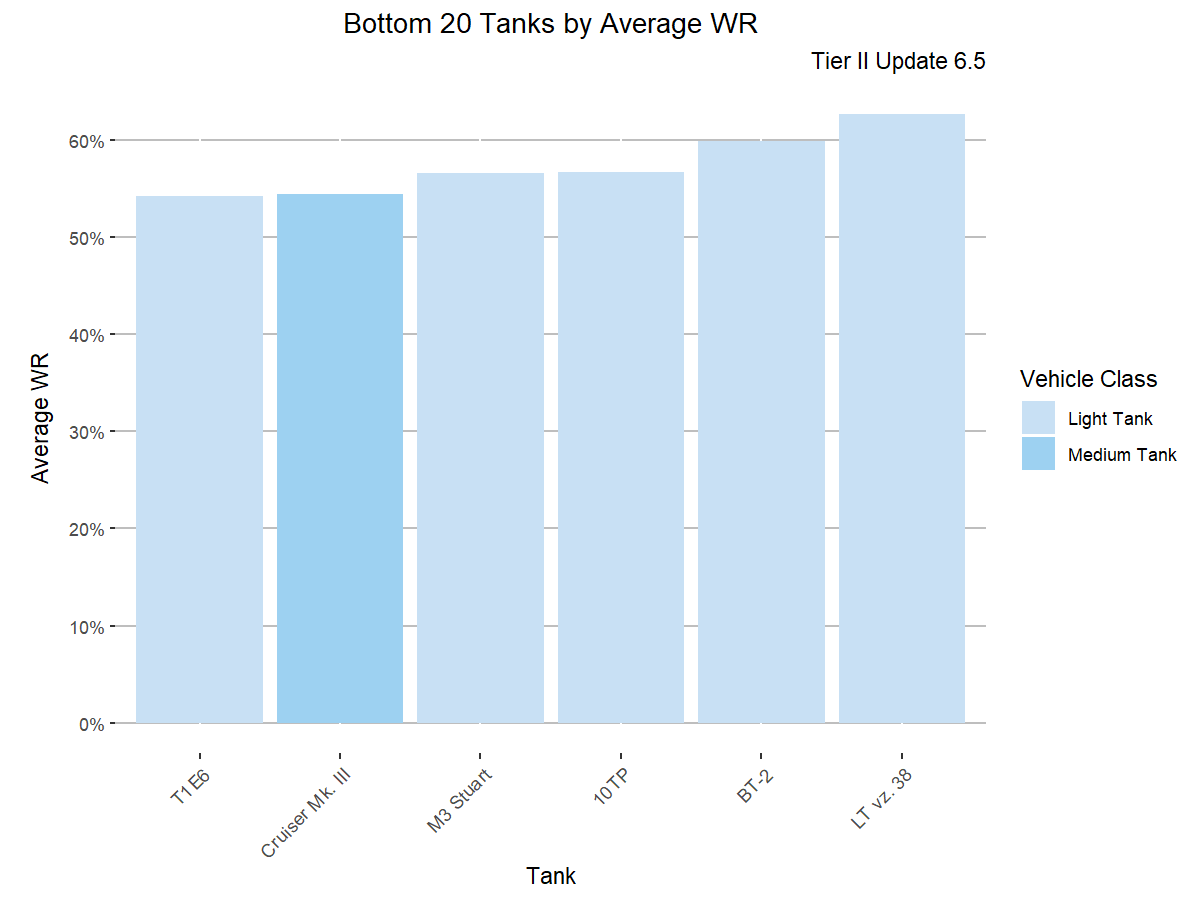 Bottom 20 Tanks by Average WR
Tier II Update 6.5
Average WR
60%
50%
40%
30%
20%
10%
0%
T1E6
Cruiser Mk. III
M3 Stuart
10TP
BT-2
LT vz. 38
Tank
Vehicle Class
Light Tank
Medium Tank